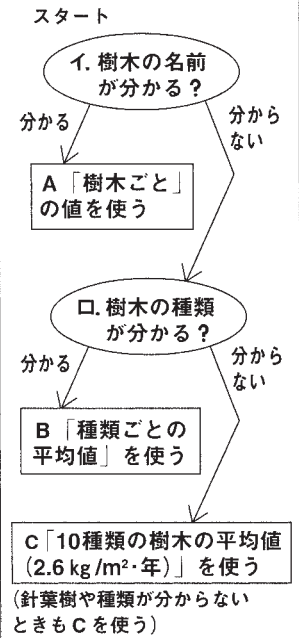 スタート
イ. 樹木の名前
が分かる？
分かる
分から
ない
A「樹木ごと」
の値を使う
ロ. 樹木の種類
が分かる？
分かる
分から
ない
B「種類ごとの
平均値」を使う
C「10種類の樹木の平均値
(2.6 kg/m²·年)」を使う
(針葉樹や種類が分からない
ときもCを使う)